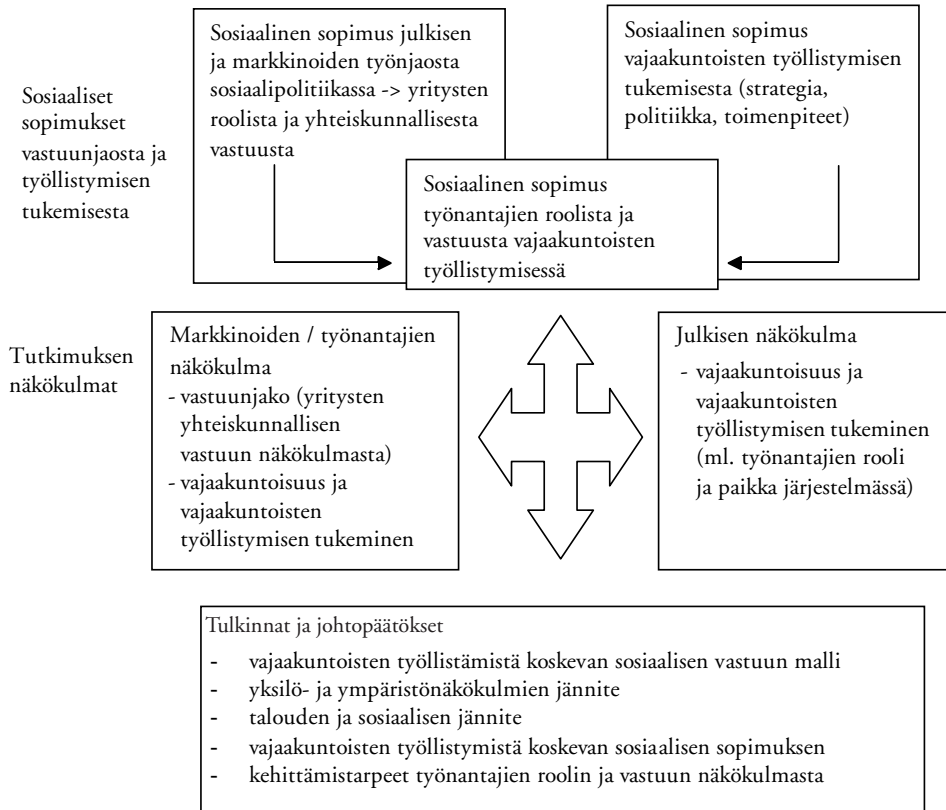 Sosiaaliset
sopimukset
vastuunjaosta ja
työllistymisen
tukemisesta
Sosiaalinen sopimus julkisen
ja markkinoiden työnjaosta
sosiaalipolitiikassa -> yritysten
roolista ja yhteiskunnallisesta
vastuusta
Sosiaalinen sopimus
vajaakuntoisten työllistymisen
tukemisesta (strategia,
politiikka, toimenpiteet)
Sosiaalinen sopimus
työnantajien roolista ja
vastuusta vajaakuntoisten
työllistymisessä
Tutkimuksen
näkökulmat
Markkinoiden / työnantajien
näkökulma
- vastuunjako (yritysten
yhteiskunnallisen
vastuun näkökulmasta)
- vajaakuntoisuus ja
vajaakuntoisten
työllistymisen tukeminen
Julkisen näkökulma
- vajaakuntoisuus ja
vajaakuntoisten
työllistymisen tukeminen
(ml. työnantajien rooli
ja paikka järjestelmässä)
Tulkinnat ja johtopäätökset
- vajaakuntoisten työllistämistä koskevan sosiaalisen vastuun malli
- yksilö- ja ympäristönäkökulmien jännite
- talouden ja sosiaalisen jännite
- vajaakuntoisten työllistymistä koskevan sosiaalisen sopimuksen
- kehittämistarpeet työnantajien roolin ja vastuun näkökulmasta